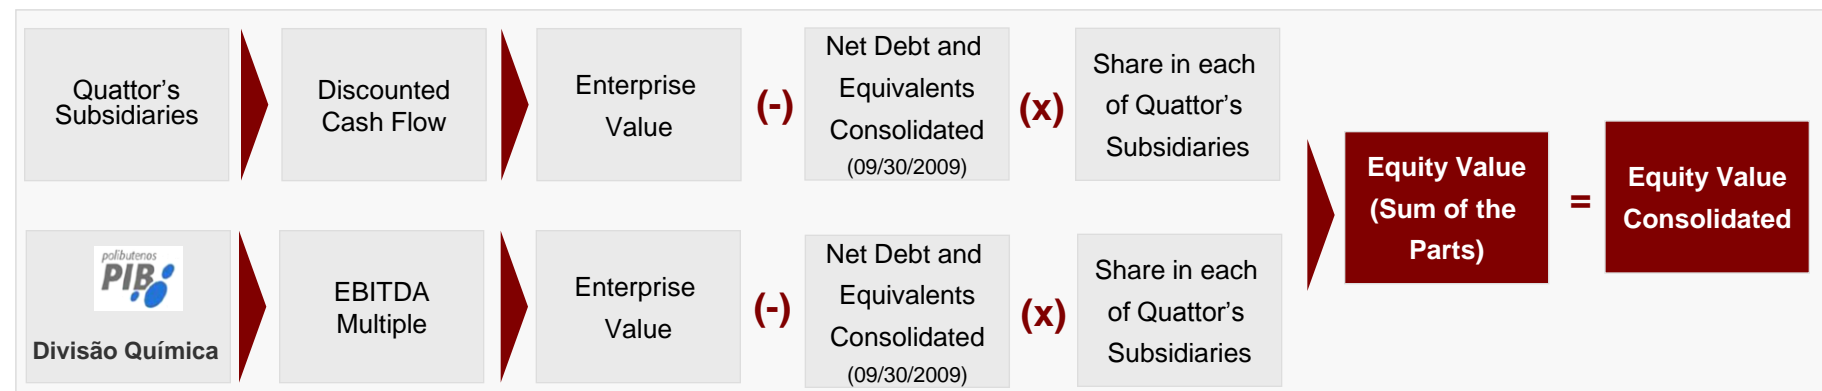 Quattor’s
Subsidiaries
Discounted
Cash Flow
Enterprise
Value
(-)
Net Debt and
Equivalents
Consolidated
(09/30/2009)
(x)
Share in each
of Quattor’s
Subsidiaries
polibutenos
PIB
Divisão Química
EBITDA
Multiple
Enterprise
Value
(-)
Net Debt and
Equivalents
Consolidated
(09/30/2009)
(x)
Share in each
of Quattor’s
Subsidiaries
Equity Value
(Sum of the
Parts)
=
Equity Value
Consolidated